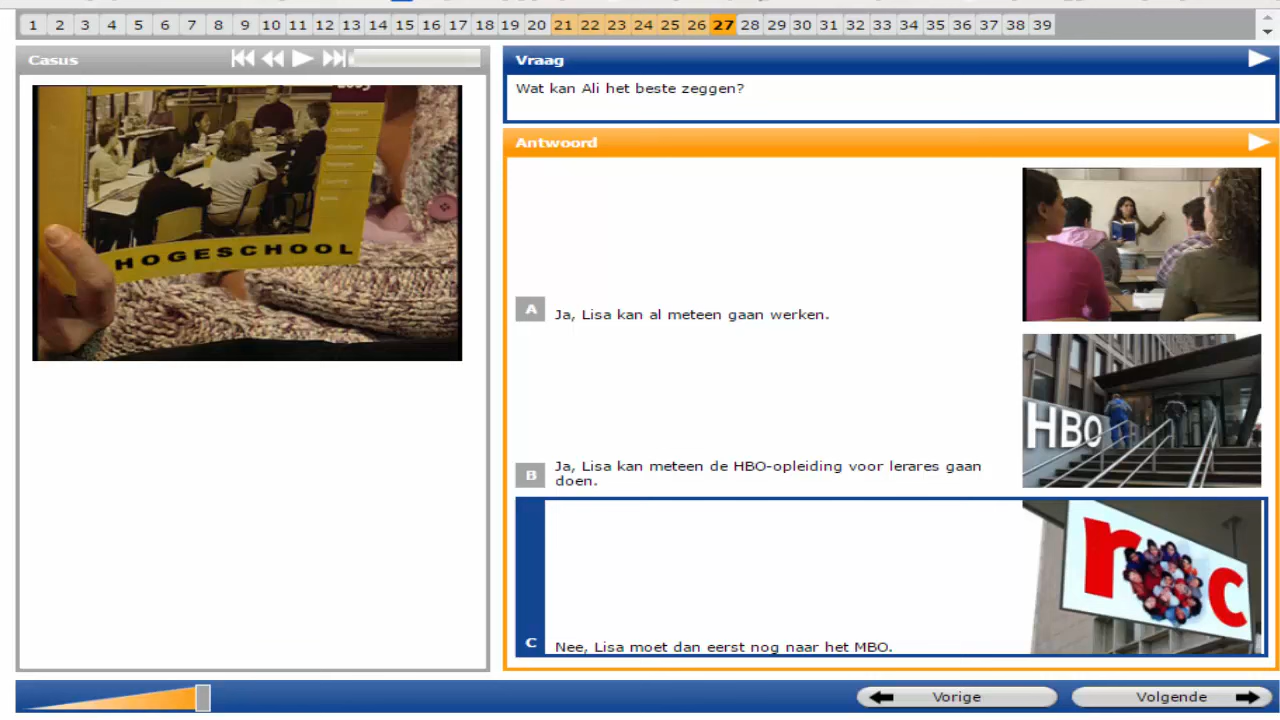 1 2 3 4 5 6 7 8 9 10 11 12 13 14 15 16 17 18 19 20 21 22 23 24 25 26 27 28 29 30 31 32 33 34 35 36 37 38 39
Casus
HOGESCHOOL
Vraag
Wat kan Ali het beste zeggen?
Antwoord
A
Ja, Lisa kan al meteen gaan werken.
HBO
B
Ja, Lisa kan meteen de HBO-opleiding voor lerares gaan
doen.
roc
C
Nee, Lisa moet dan eerst nog naar het MBO.
Vorige
Volgende